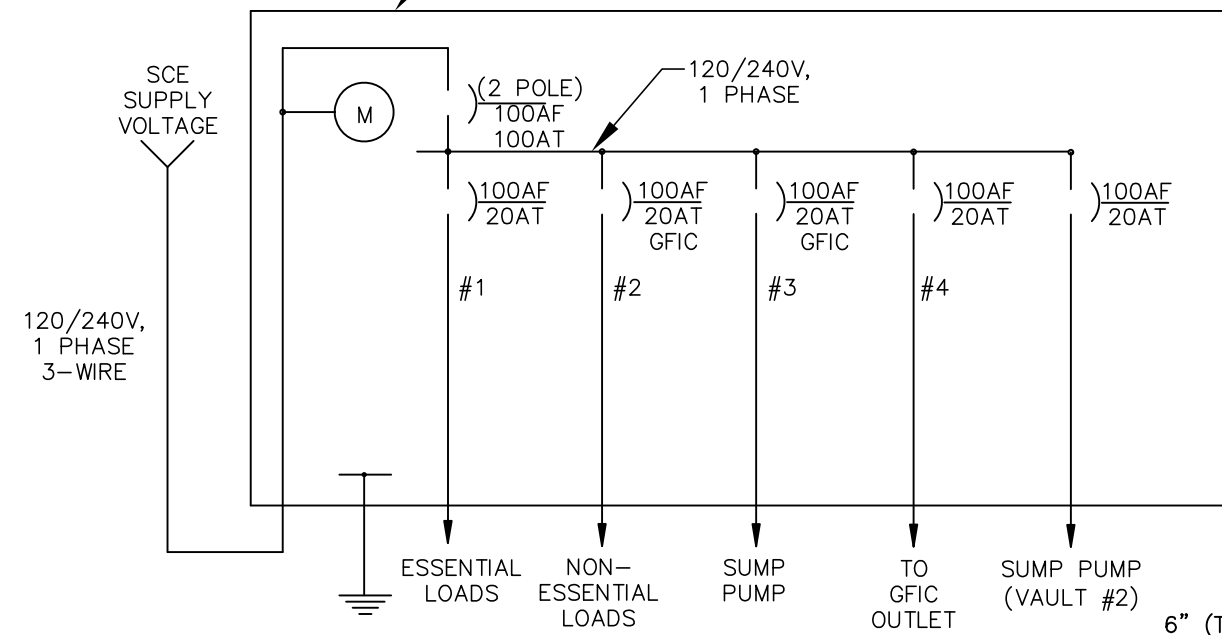 SCE
SUPPLY
VOLTAGE
M
(2 POLE)
100AF
100AT
120/240V,
1 PHASE
100AF
20AT
100AF
20AT
GFIC
100AF
20AT
GFIC
100AF
20AT
100AF
20AT
#1
#2
#3
#4
120/240V,
1 PHASE
3-WIRE
ESSENTIAL
LOADS
NON-
ESSENTIAL
LOADS
SUMP
PUMP
TO
GFIC
OUTLET
SUMP PUMP
(VAULT #2)
6" (T